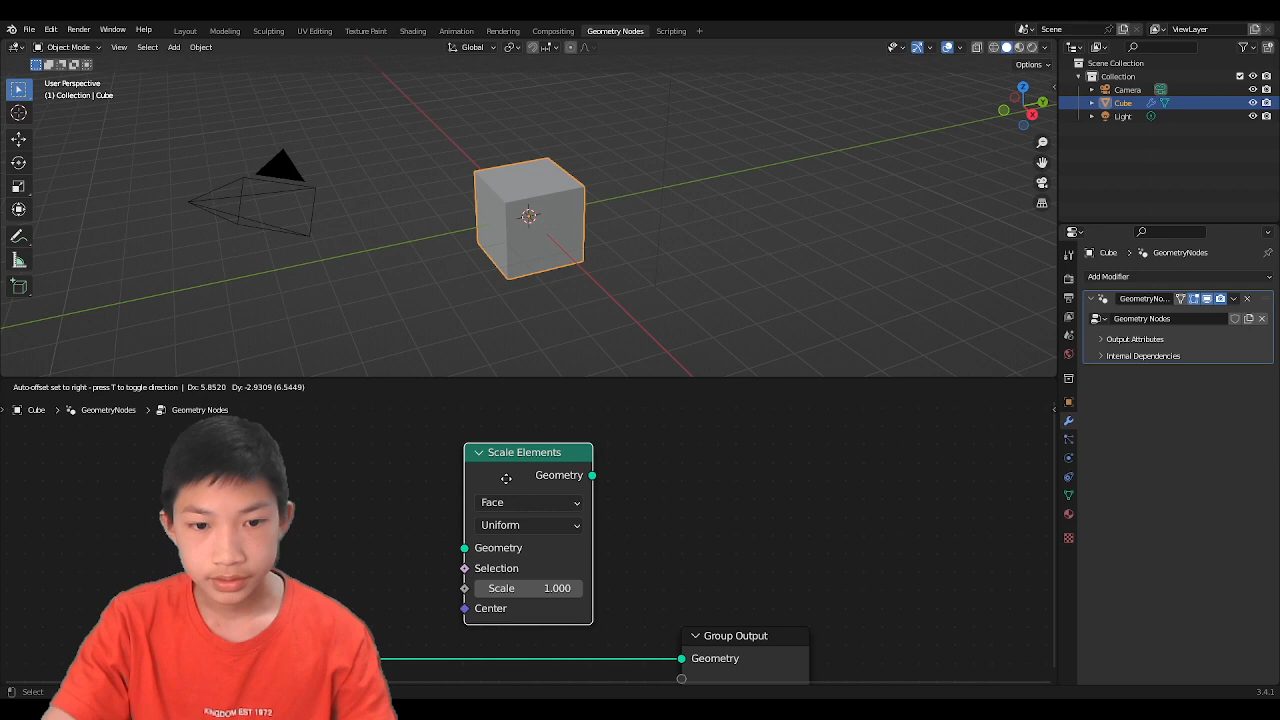 File Edit Render Window Help Layout Modeling Sculpting UV Editing Texture Paint Shading Animation Rendering Compositing Geometry Nodes Scripting Scene ViewLayer
Object Mode View Select Add Object Global
Options
User Perspective
(1) Collection | Cube
Z
Y
X
Scene Collection
Collection
Camera
Cube
Light
Cube GeometryNodes
Add Modifier
GeometryNo...
Geometry Nodes
Output Attributes
Internal Dependencies
Auto-offset set to right - press T to toggle direction | Dx: 5.8520 Dy: -2.9309 (6.5449)
Cube GeometryNodes Geometry Nodes
Scale Elements
Geometry
Face
Uniform
Geometry
Selection
Scale 1.000
Center
Group Output
Geometry
KINGDOM EST 1972
Select
3.4.1